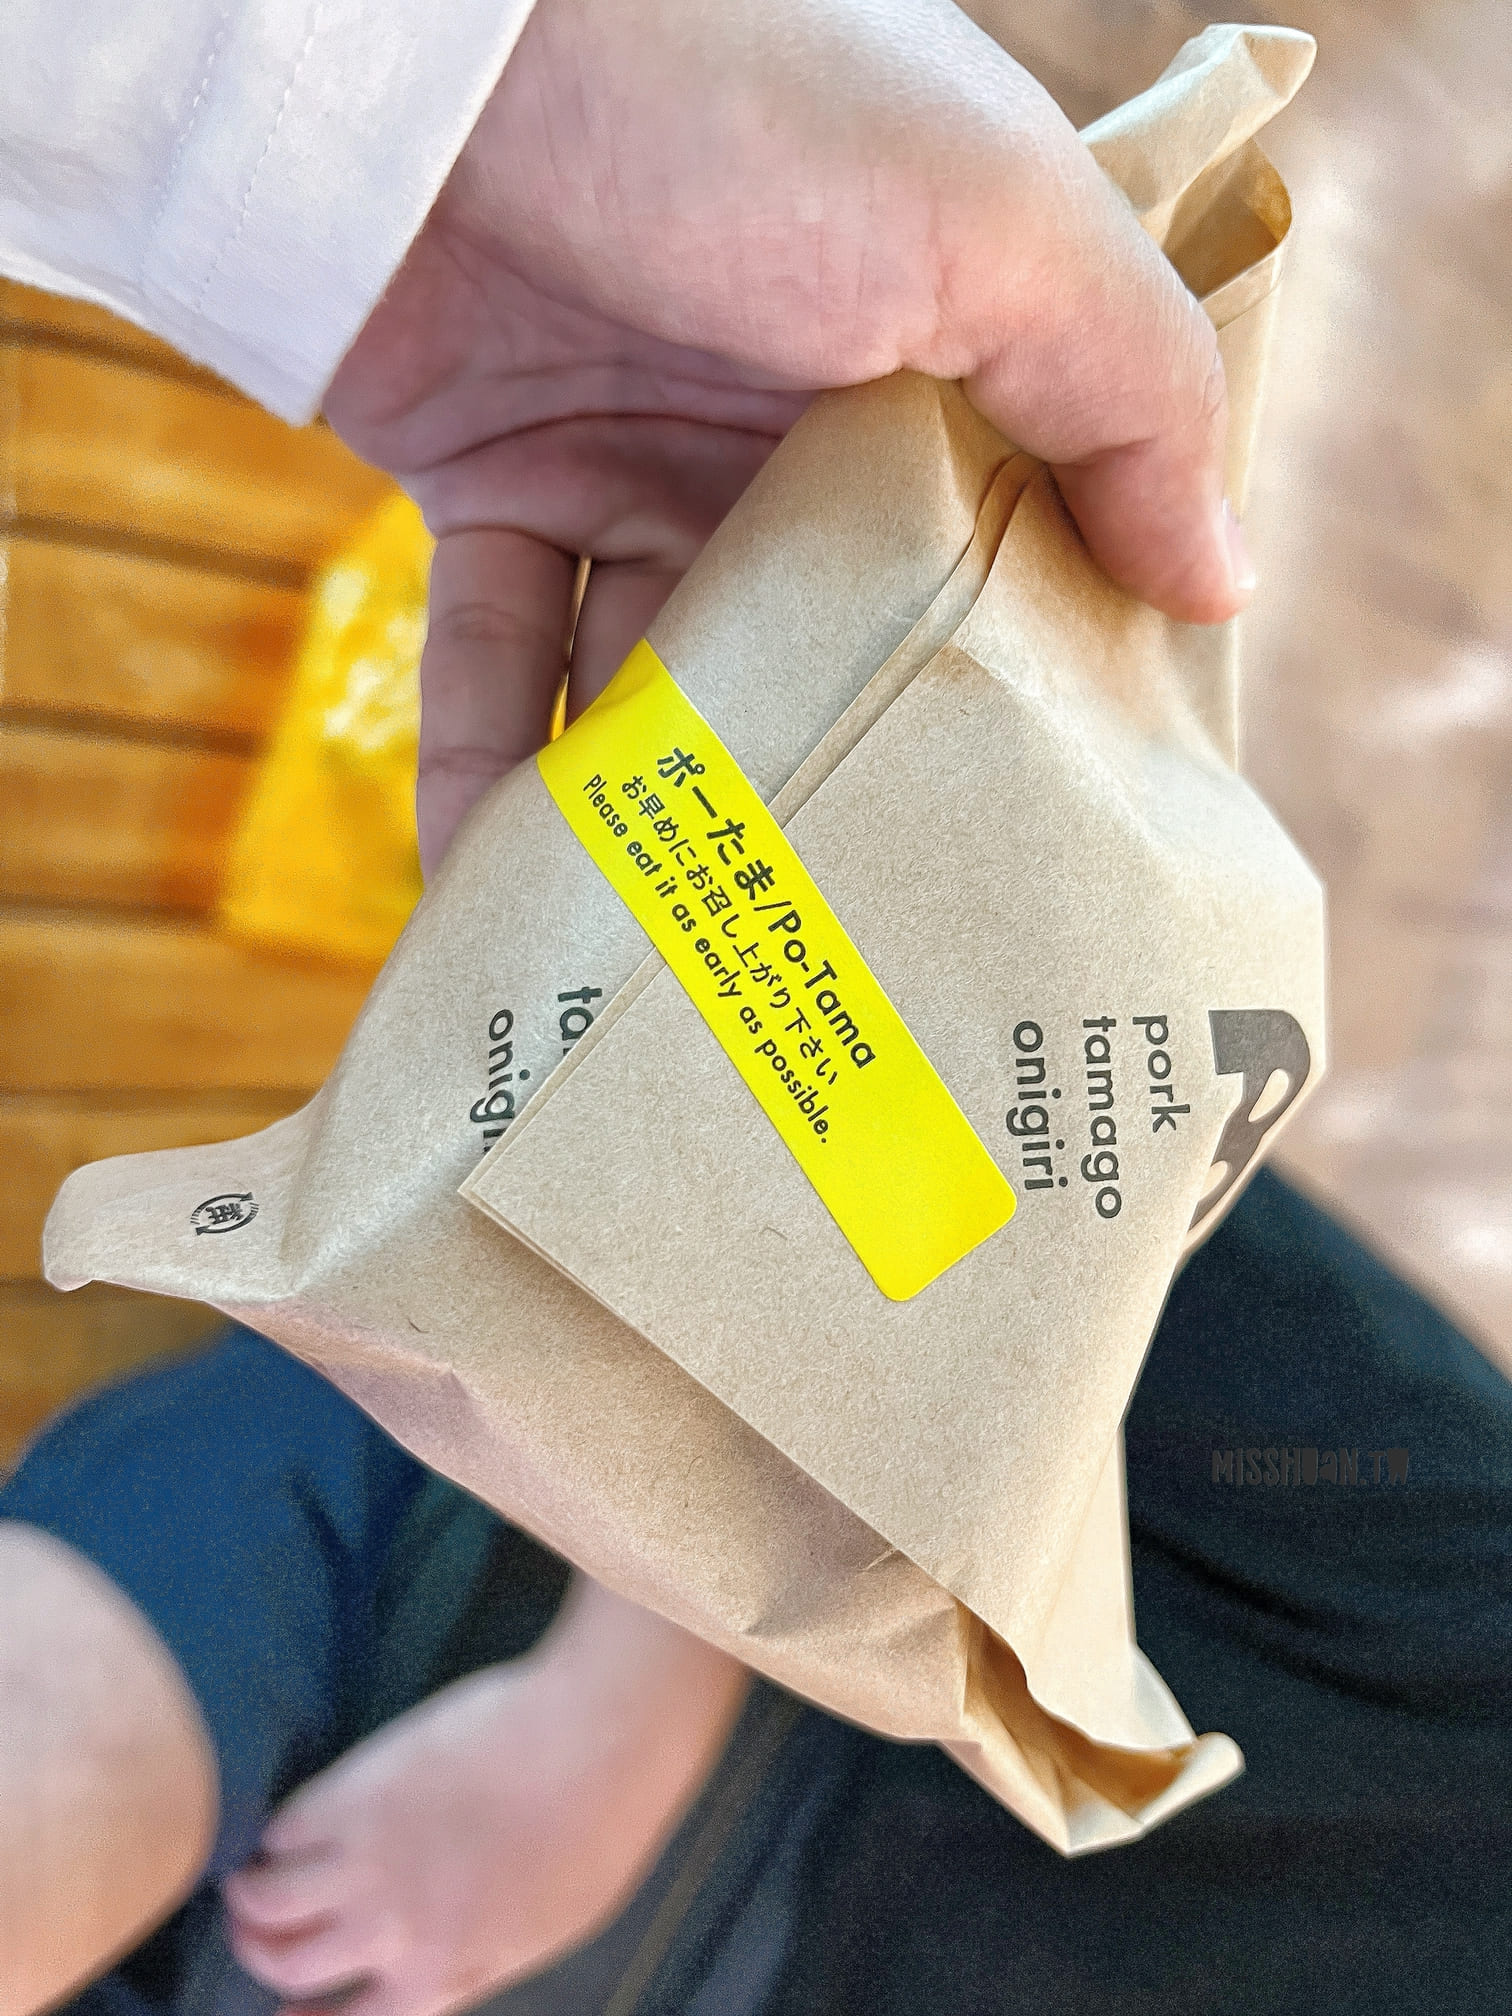 ポーたま/Po-Tama
お早めにお召し上がり下さい
Please eat it as early as possible.
pork
tamago
onigiri
MISSHUAN.TW